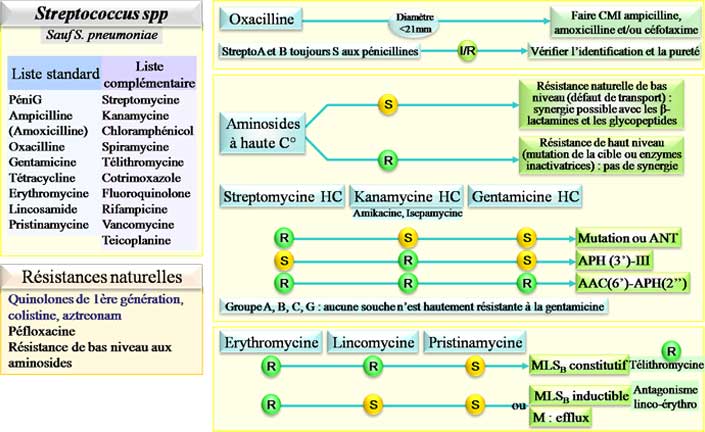 Streptococcus spp
Sauf S. pneumoniae
Liste standard
Liste
complémentaire
PéniG
Ampicilline
(Amoxicilline)
Oxacilline
Gentamicine
Tétracycline
Erythromycine
Lincosamide
Pristinamycine
Streptomycine
Kanamycine
Chloramphénicol
Spiramycine
Télithromycine
Cotrimoxazole
Fluoroquinolone
Rifampicine
Vancomycine
Teicoplanine
Résistances naturelles
Quinolones de 1ère génération,
colistine, aztreonam
Péfloxacine
Résistance de bas niveau aux
aminosides
Oxacilline
Diamètre
<21mm
Faire CMI ampicilline,
amoxicilline et/ou céfotaxime
StreptoA et B toujours S aux pénicillines
I/R
Vérifier l'identification et la pureté
Aminosides
à haute C°
S
Résistance naturelle de bas
niveau (défaut de transport) :
synergie possible avec les β-
lactamines et les glycopeptides
R
Résistance de haut niveau
(mutation de la cible ou enzymes
inactivatrices) : pas de synergie
Streptomycine HC
Kanamycine HC
Gentamicine HC
Amikacine, Isepamycine
R S S Mutation ou ANT
S R S APH (3')-III
R R R AAC(6')-APH(2'')
Groupe A, B, C, G : aucune souche n'est hautement résistante à la gentamicine
Erythromycine
Lincomycine
Pristinamycine
R R S MLSB constitutif
R
Télithromycine
R S S ou
MLSB inductible
M : efflux
Antagonisme
linco-érythro